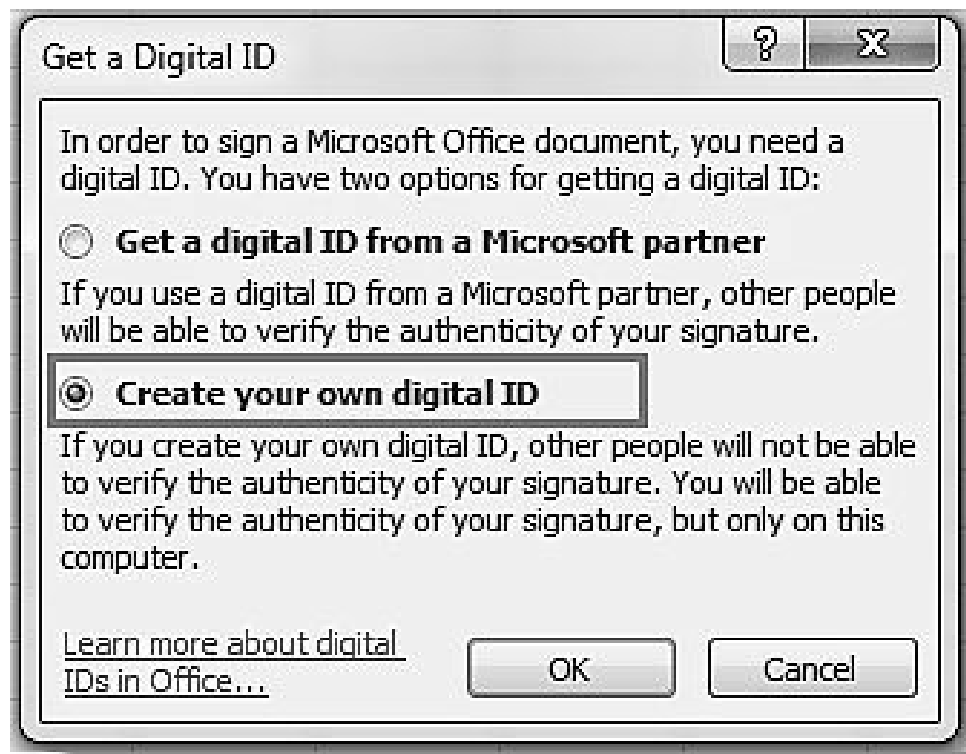 Get a Digital ID
In order to sign a Microsoft Office document, you need a
digital ID. You have two options for getting a digital ID:
Get a digital ID from a Microsoft partner
If you use a digital ID from a Microsoft partner, other people
will be able to verify the authenticity of your signature.
Create your own digital ID
If you create your own digital ID, other people will not be able
to verify the authenticity of your signature. You will be able
to verify the authenticity of your signature, but only on this
computer.
Learn more about digital
IDs in Office...
OK
Cancel